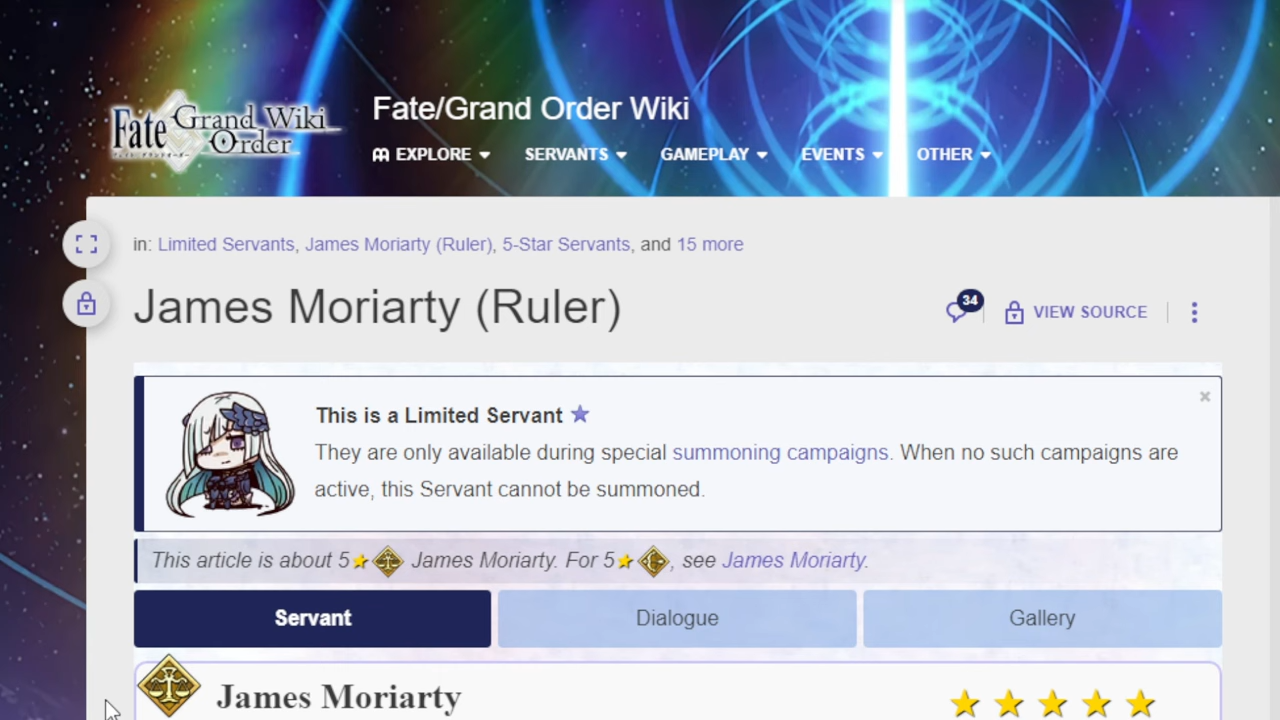 Fate Grand Wiki
Order
Fate/Grand Order Wiki
EXPLORE SERVANTS GAMEPLAY EVENTS OTHER
in: Limited Servants, James Moriarty (Ruler), 5-Star Servants, and 15 more
James Moriarty (Ruler)
34
VIEW SOURCE
This is a Limited Servant
They are only available during special summoning campaigns. When no such campaigns are
active, this Servant cannot be summoned.
This article is about 5 James Moriarty. For 5, see James Moriarty.
Servant Dialogue Gallery
James Moriarty